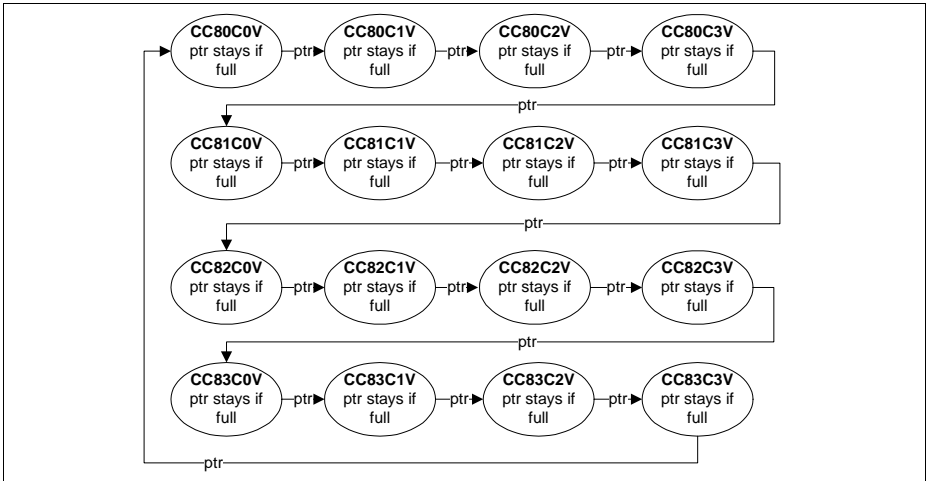 CC80C0V
ptr stays if
full
ptr
CC80C1V
ptr stays if
full
ptr
CC80C2V
ptr stays if
full
ptr
CC80C3V
ptr stays if
full
ptr
CC81C0V
ptr stays if
full
ptr
CC81C1V
ptr stays if
full
ptr
CC81C2V
ptr stays if
full
ptr
CC81C3V
ptr stays if
full
ptr
CC82C0V
ptr stays if
full
ptr
CC82C1V
ptr stays if
full
ptr
CC82C2V
ptr stays if
full
ptr
CC82C3V
ptr stays if
full
ptr
CC83C0V
ptr stays if
full
ptr
CC83C1V
ptr stays if
full
ptr
CC83C2V
ptr stays if
full
ptr
CC83C3V
ptr stays if
full
ptr